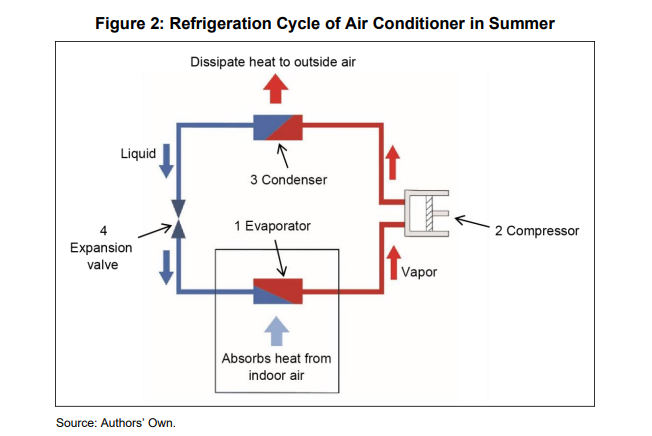 Figure 2: Refrigeration Cycle of Air Conditioner in Summer
Dissipate heat to outside air
Liquid
3 Condenser
4
Expansion
valve
1 Evaporator
2 Compressor
Vapor
Absorbs heat from
indoor air
Source: Authors' Own.